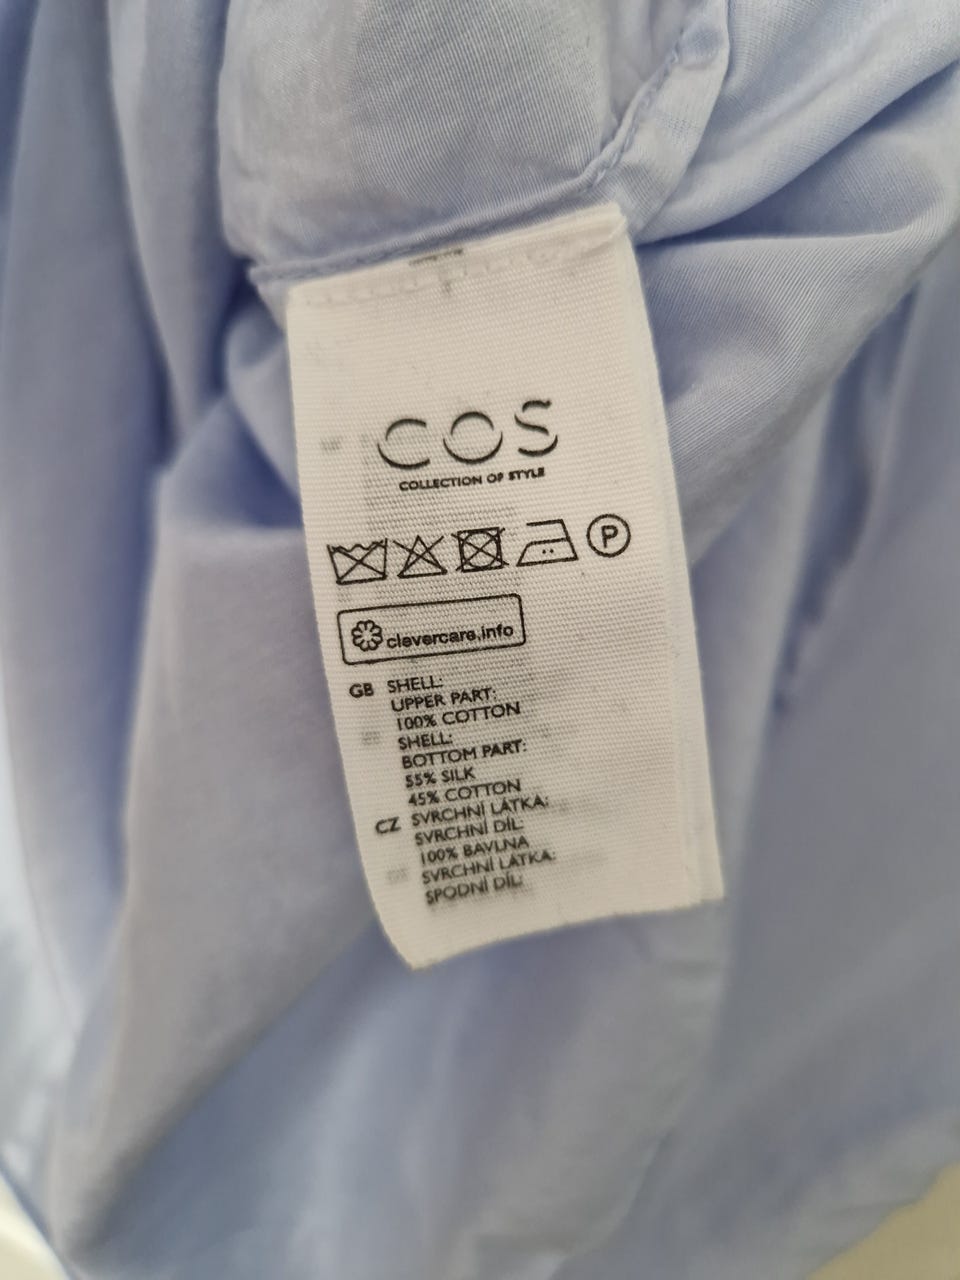 COS
COLLECTION OF STYLE
P
clevercare.info
GB SHELL:
UPPER PART:
100% COTTON
SHELL:
BOTTOM PART:
55% SILK
45% COTTON
CZ SVRCHNÍ LÁTKA:
SVRCHNÍ DÍL:
100% BAVLNA
SVRCHNÍ LÁTKA:
SPODNÍ DÍL: